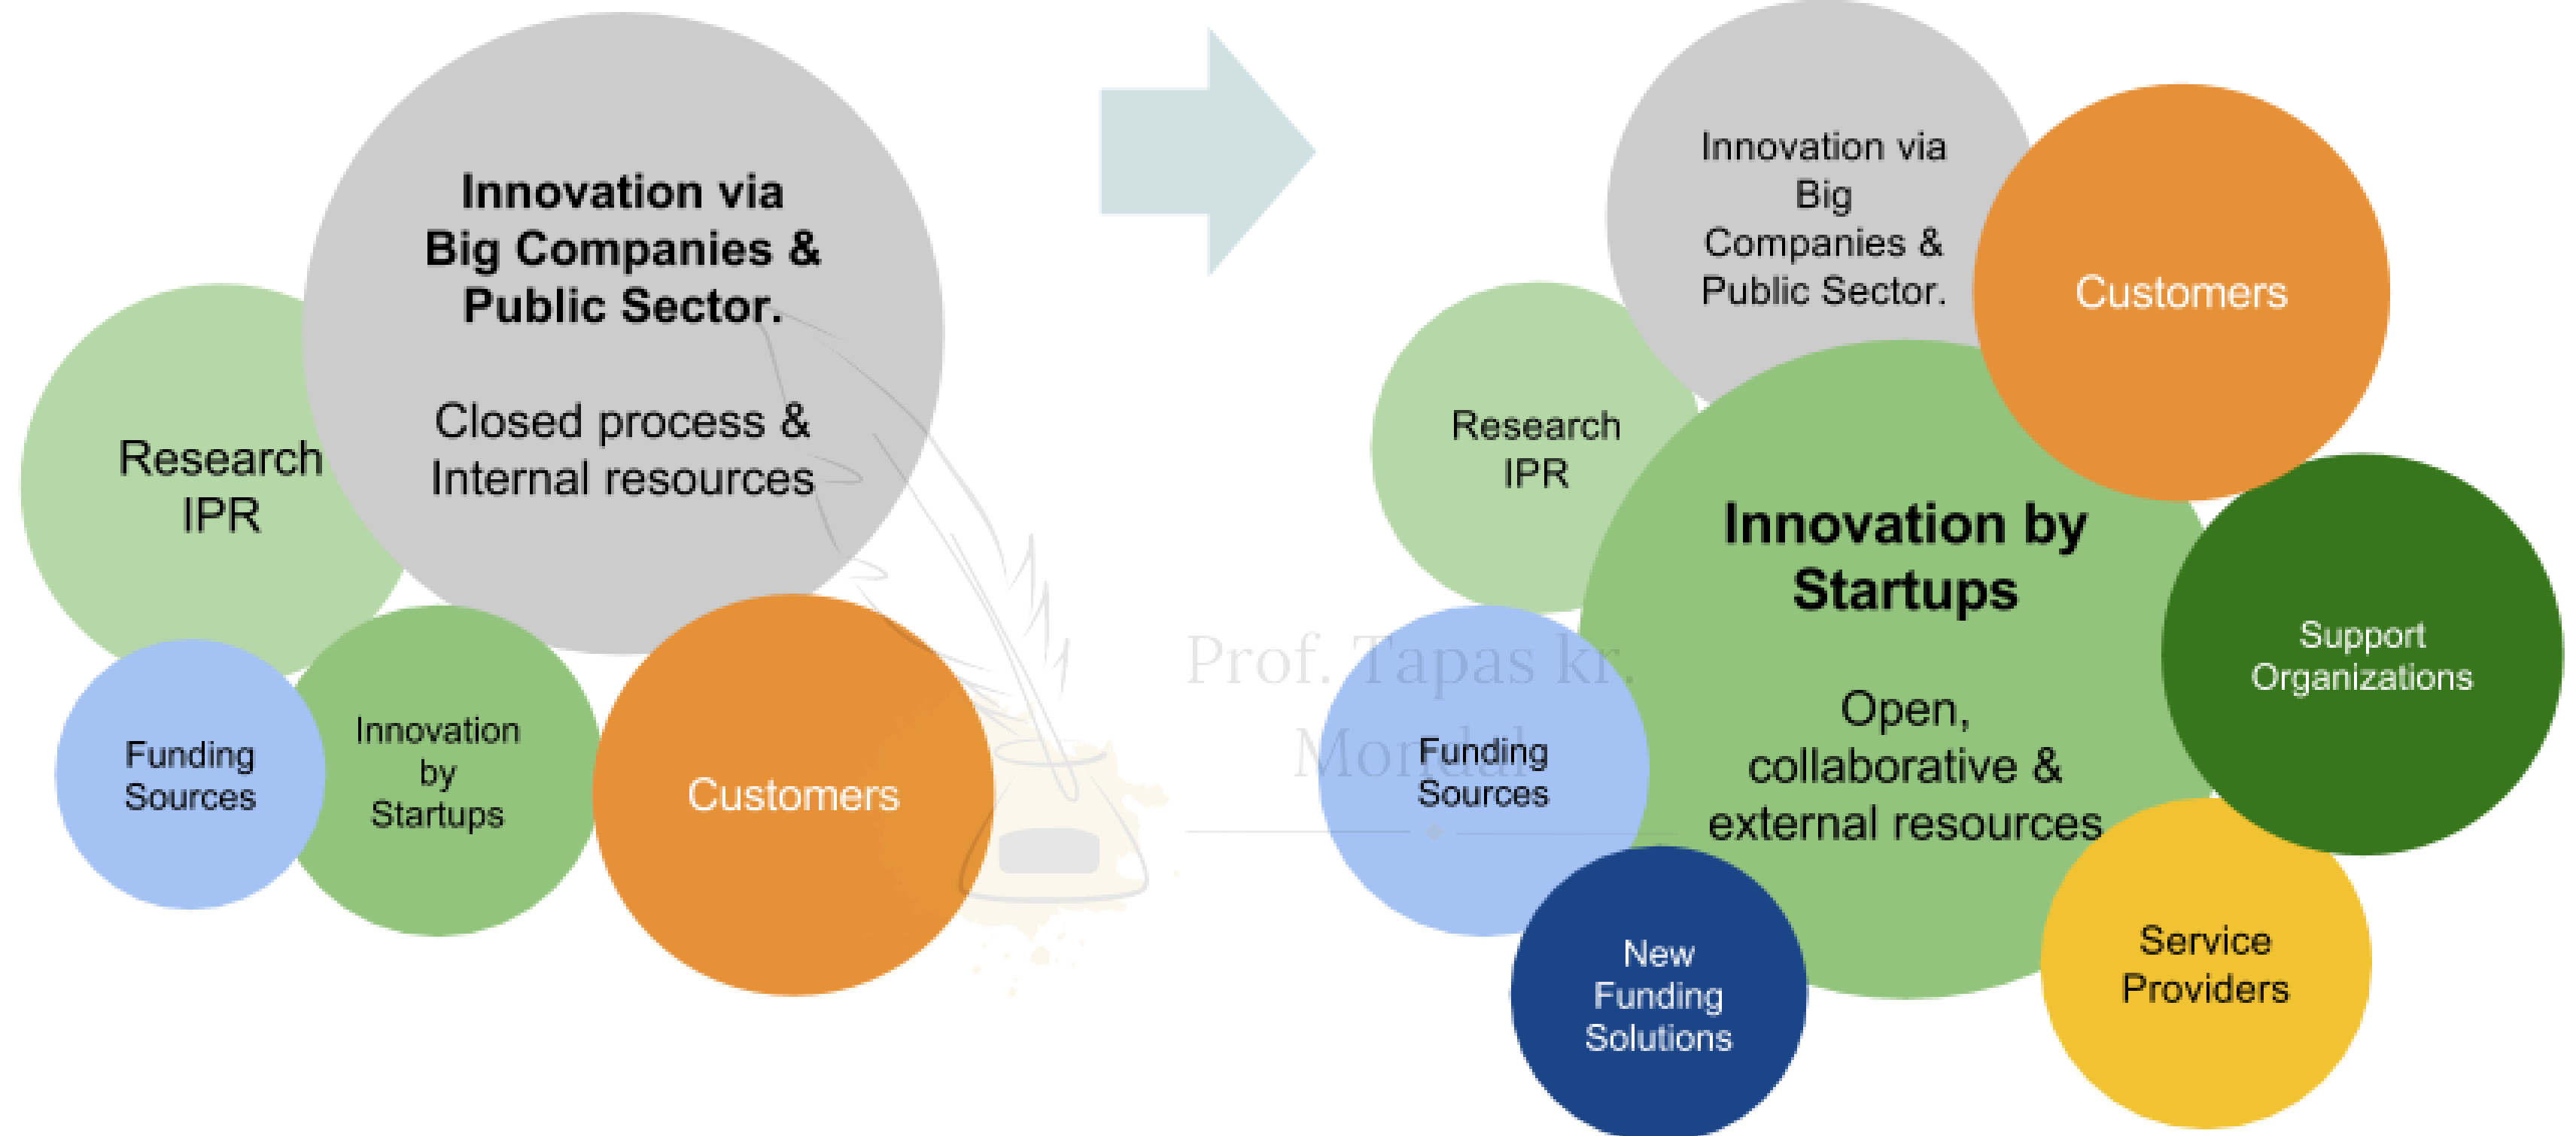 Innovation via
Big Companies &
Public Sector.
Closed process &
Internal resources
Research
IPR
Funding
Sources
Innovation
by
Startups
Customers
Innovation via
Big
Companies &
Public Sector.
Customers
Research
IPR
Innovation by
Startups
Open,
collaborative &
external resources
Support
Organizations
Funding
Sources
New
Funding
Solutions
Service
Providers
Prof. Tapas kr.
Mondal